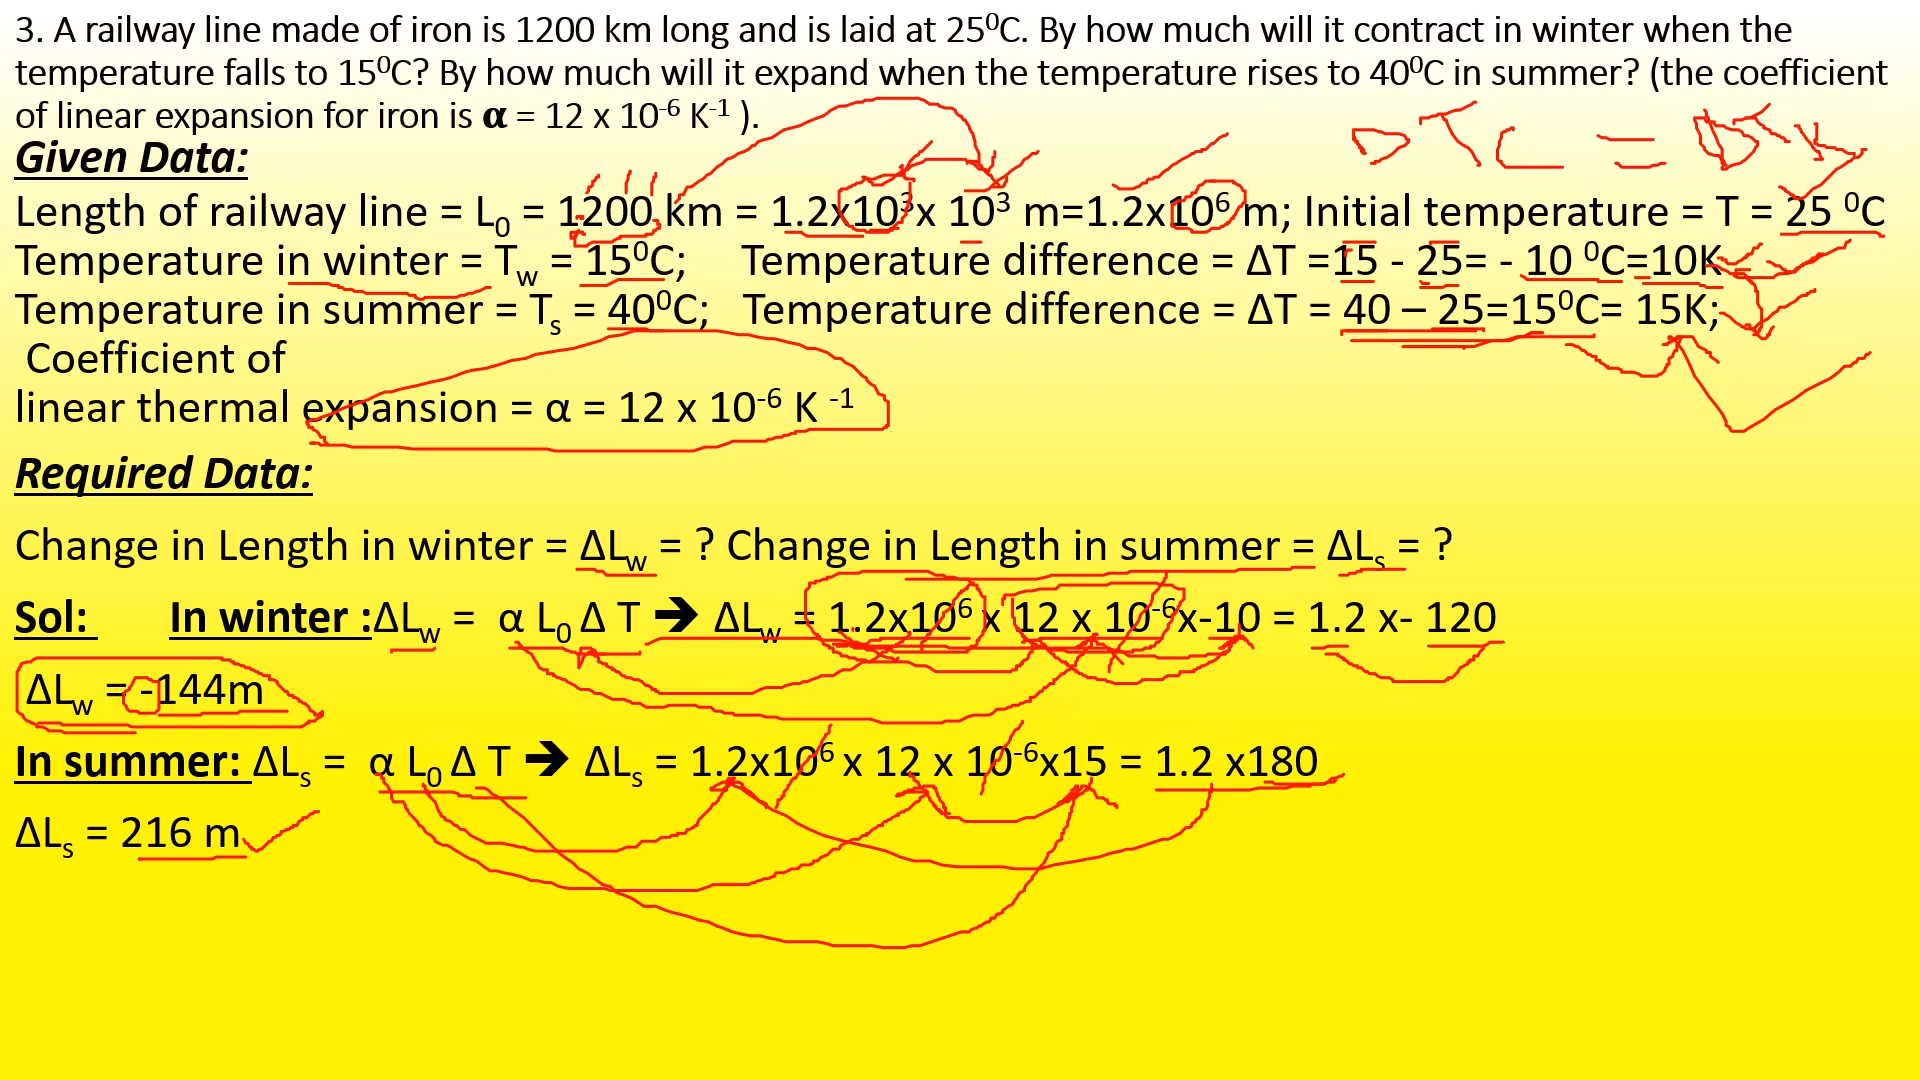 3. A railway line made of iron is 1200 km long and is laid at 25⁰C. By how much will it contract in winter when the
temperature falls to 15⁰C? By how much will it expand when the temperature rises to 40⁰C in summer? (the coefficient
of linear expansion for iron is α = 12 x 10⁻⁶ K⁻¹ ).
Given Data:
Length of railway line = L₀ = 1200 km = 1.2x10³x 10³ m=1.2x10⁶ m; Initial temperature = T = 25 ⁰C
Temperature in winter = T_w = 15⁰C; Temperature difference = ΔT =15 - 25= - 10 ⁰C=10K
Temperature in summer = Tₛ = 40⁰C; Temperature difference = ΔT = 40 – 25=15⁰C= 15K;
Coefficient of
linear thermal expansion = α = 12 x 10⁻⁶ K ⁻¹
Required Data:
Change in Length in winter = ΔL_w = ? Change in Length in summer = ΔLₛ = ?
Sol: In winter :ΔL_w = α L₀ Δ T ➔ ΔL_w = 1.2x10⁶ x 12 x 10⁻⁶x-10 = 1.2 x- 120
ΔL_w = -144m
In summer: ΔLₛ = α L₀ Δ T ➔ ΔLₛ = 1.2x10⁶ x 12 x 10⁻⁶x15 = 1.2 x180
ΔLₛ = 216 m